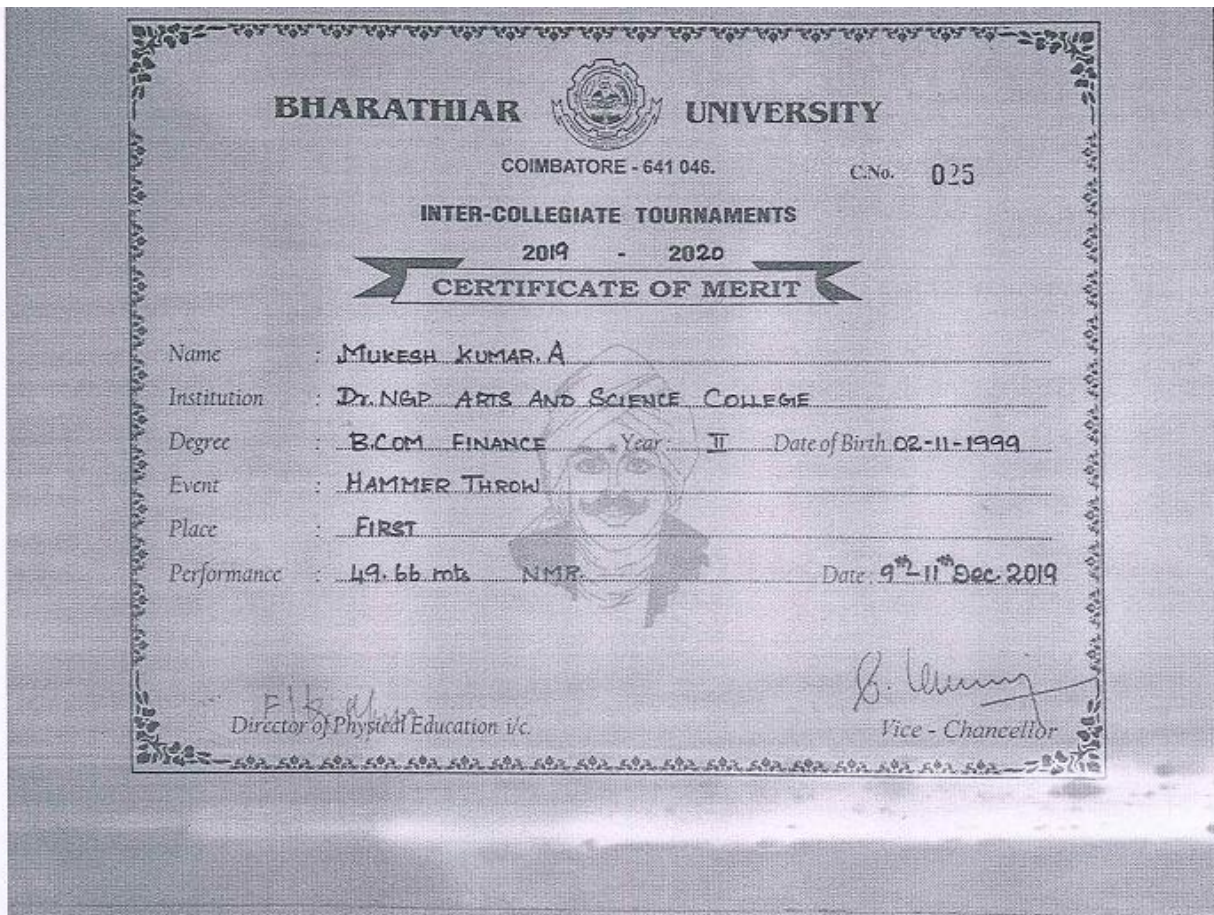 BHARATHIAR UNIVERSITY
COIMBATORE - 641 046.
C.No. 025
INTER-COLLEGIATE TOURNAMENTS
2019 - 2020
CERTIFICATE OF MERIT
Name : MUKESH KUMAR. A
Institution : Dr. NGP ARTS AND SCIENCE COLLEGE
Degree : B.COM FINANCE Year : II Date of Birth 02-11-1999
Event : HAMMER THROW
Place : FIRST
Performance : 49.66 mts NMR. Date : 9th-11th Dec. 2019
Director of Physical Education i/c.
Vice - Chancellor